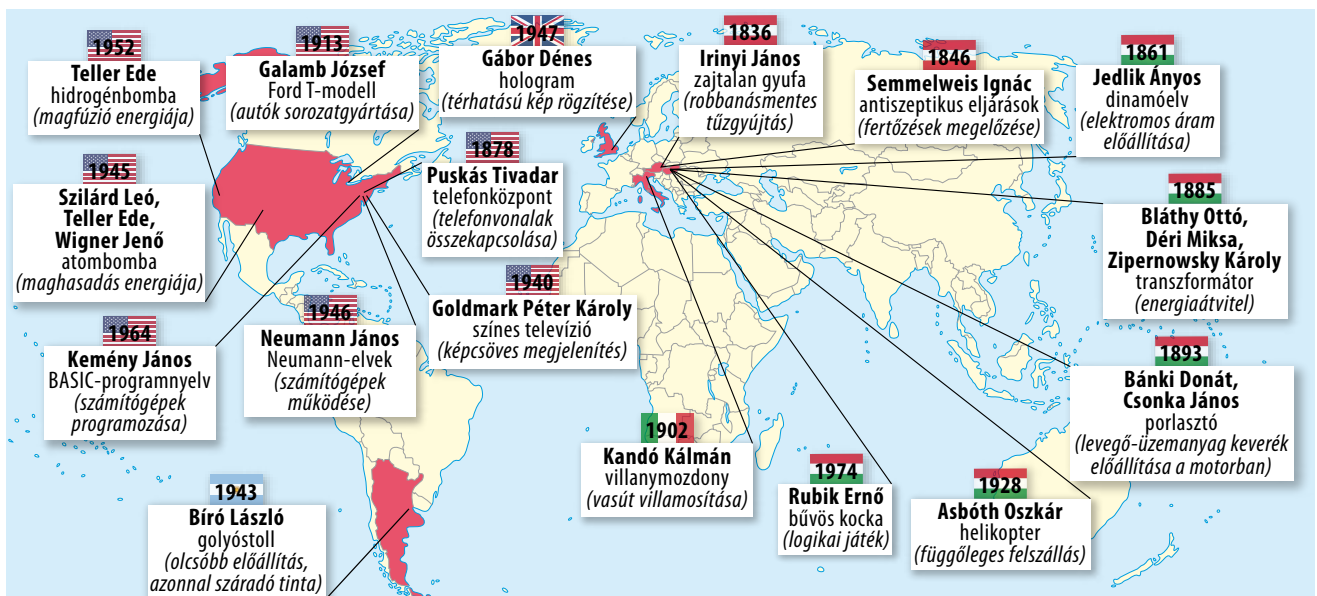 1952
Teller Ede
hidrogénbomba
(magfúzió energiája)
1913
Galamb József
Ford T-modell
(autók sorozatgyártása)
1947
Gábor Dénes
hologram
(térhatású kép rögzítése)
1836
Irinyi János
zajtalan gyufa
(robbanásmentes
tűzgyújtás)
1846
Semmelweis Ignác
antiszeptikus eljárások
(fertőzések megelőzése)
1861
Jedlik Ányos
dinamóelv
(elektromos áram
előállítása)
1945
Szilárd Leó,
Teller Ede,
Wigner Jenő
atombomba
(maghasadás energiája)
1878
Puskás Tivadar
telefonközpont
(telefonvonalak
összekapcsolása)
1885
Bláthy Ottó,
Déri Miksa,
Zipernowsky Károly
transzformátor
(energiaátvitel)
1964
Kemény János
BASIC-programnyelv
(számítógépek
programozása)
1946
Neumann János
Neumann-elvek
(számítógépek
működése)
1940
Goldmark Péter Károly
színes televízió
(képcsöves megjelenítés)
1893
Bánki Donát,
Csonka János
porlasztó
(levegő-üzemanyag keverék
előállítása a motorban)
1943
Bíró László
golyóstoll
(olcsóbb előállítás,
azonnal száradó tinta)
1902
Kandó Kálmán
villanymozdony
(vasút villamosítása)
1974
Rubik Ernő
bűvös kocka
(logikai játék)
1928
Asbóth Oszkár
helikopter
(függőleges felszállás)